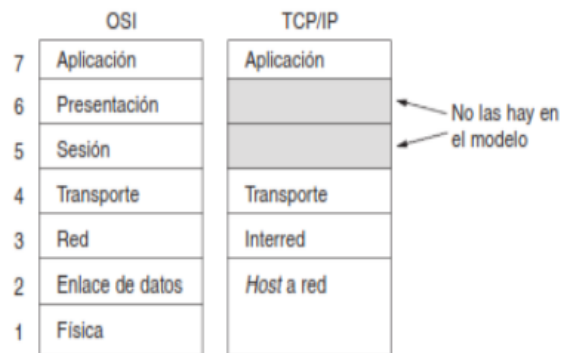 OSI TCP/IP
7 Aplicación Aplicación
6 Presentación
No las hay en
el modelo
5 Sesión
4 Transporte Transporte
3 Red Interred
2 Enlace de datos Host a red
1 Física